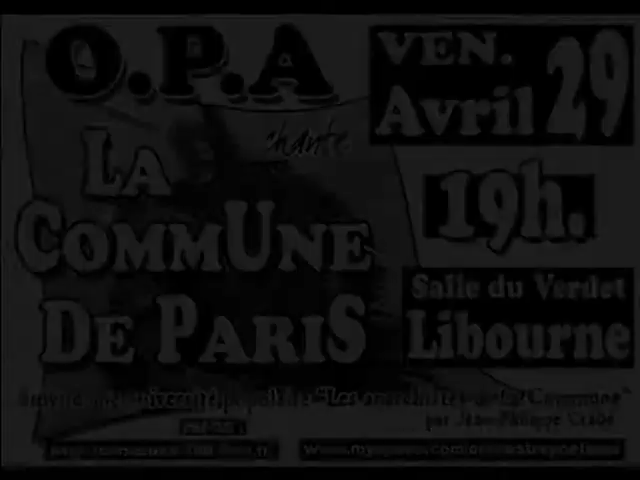 O.P.A
chante
LA
COMMUNE
DE PARIS
VEN.
Avril 29
19h.
Salle du Verdet
Libourne
"Les anarchistes de la Commune"
par Jean-Philippe